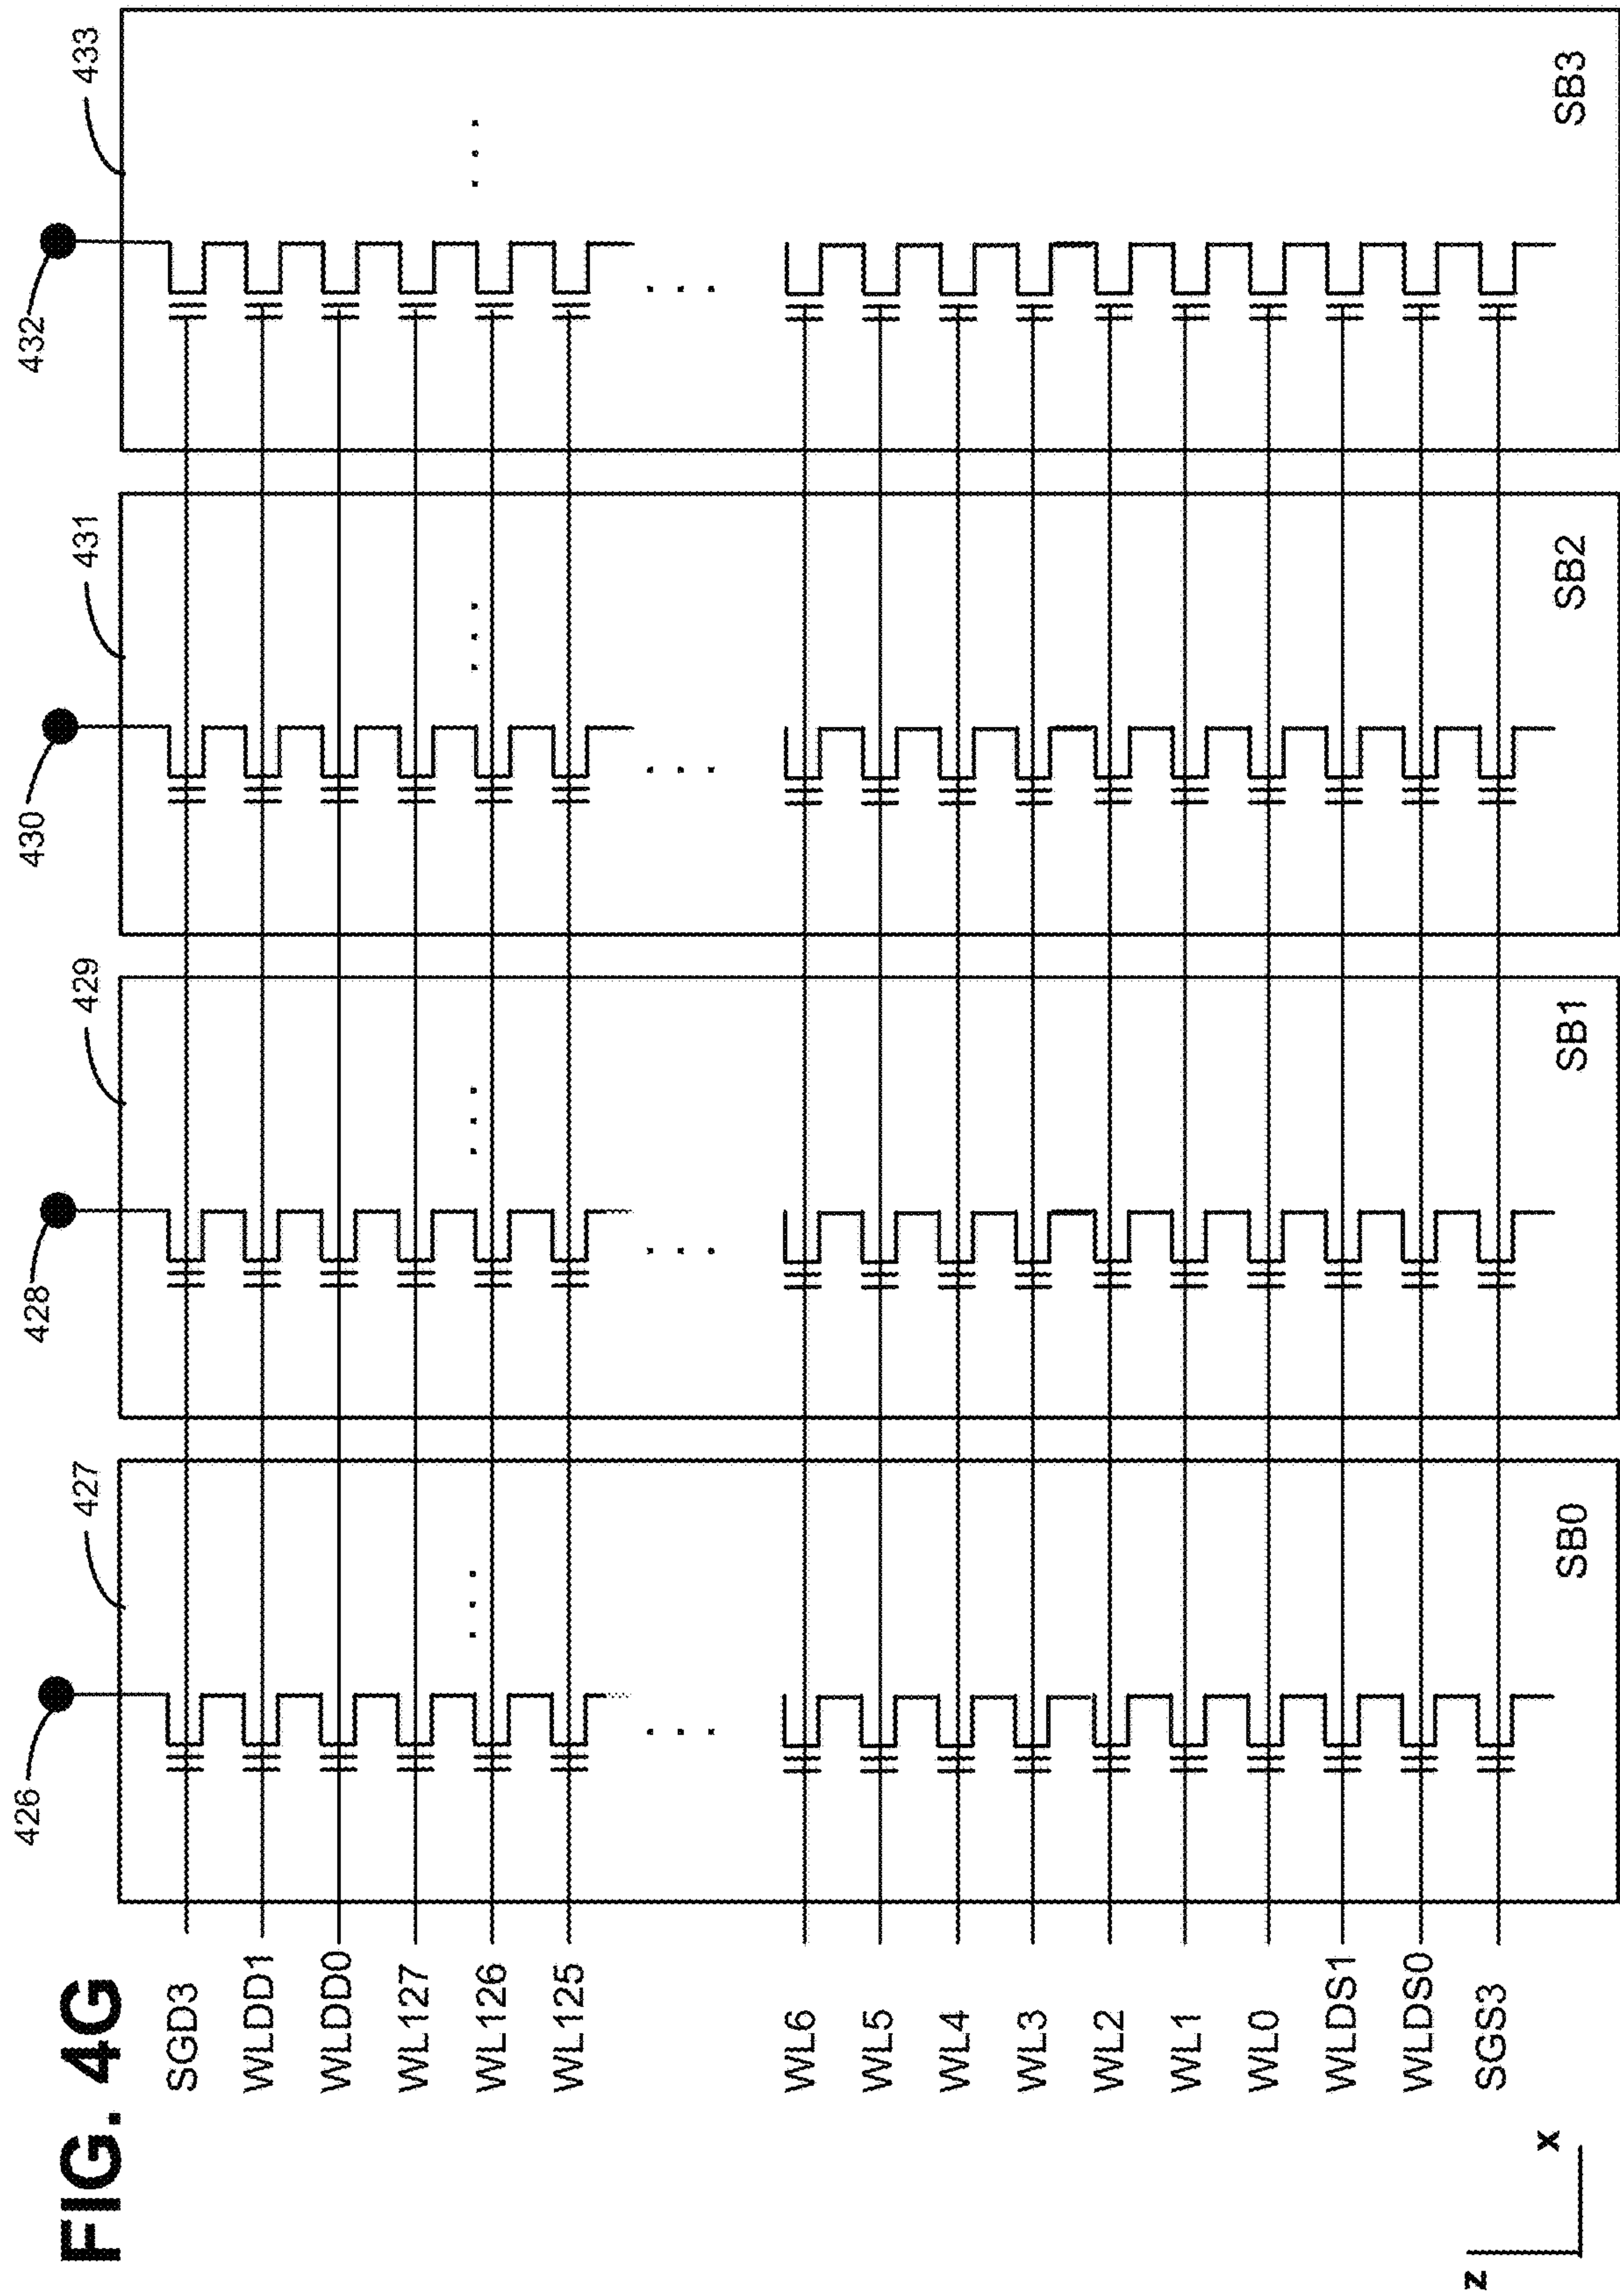 FIG. 4G
426
427
428
429
430
431
432
433
SGD3
WLDD1
WLDD0
WL127
WL126
WL125
. . .
WL6
WL5
WL4
WL3
WL2
WL1
WL0
WLDS1
WLDS0
SGS3
SB0
SB1
SB2
SB3
z
x